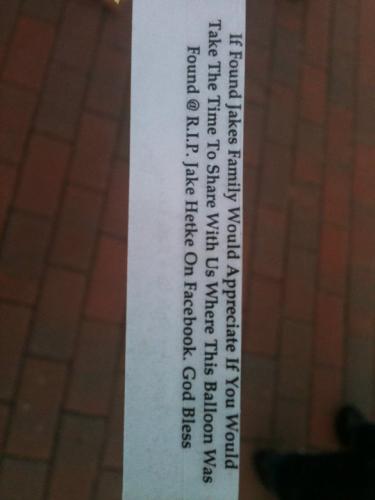 If Found Jakes Family Would Appreciate If You Would
Take The Time To Share With Us Where This Balloon Was
Found @ R.I.P. Jake Hetke On Facebook. God Bless